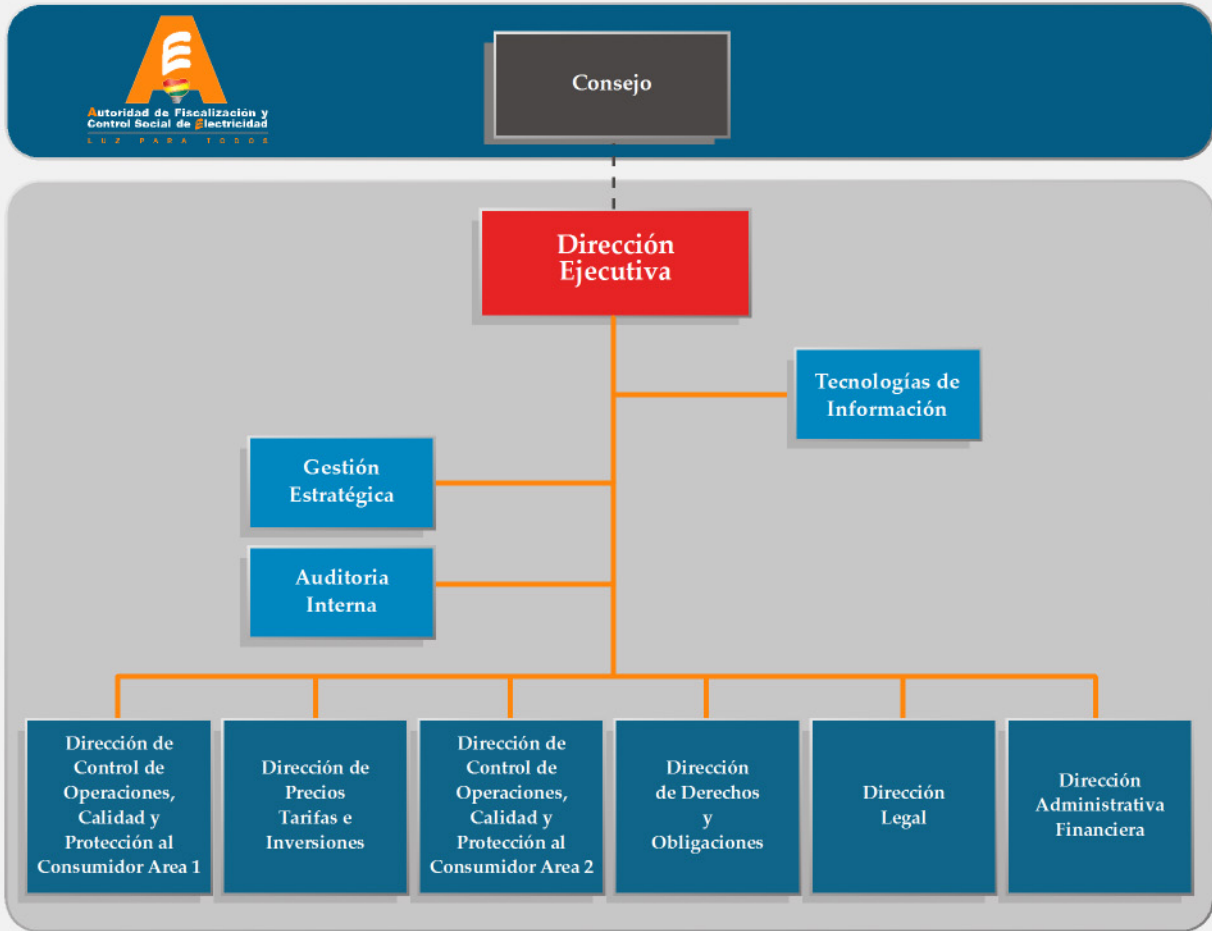 Autoridad de Fiscalización y
Control Social de Electricidad
LUZ PARA TODOS
Consejo
Dirección
Ejecutiva
Tecnologías de
Información
Gestión
Estratégica
Auditoria
Interna
Dirección de
Control de
Operaciones,
Calidad y
Protección al
Consumidor Area 1
Dirección de
Precios
Tarifas e
Inversiones
Dirección de
Control de
Operaciones,
Calidad y
Protección al
Consumidor Area 2
Dirección
de Derechos
y
Obligaciones
Dirección
Legal
Dirección
Administrativa
Financiera